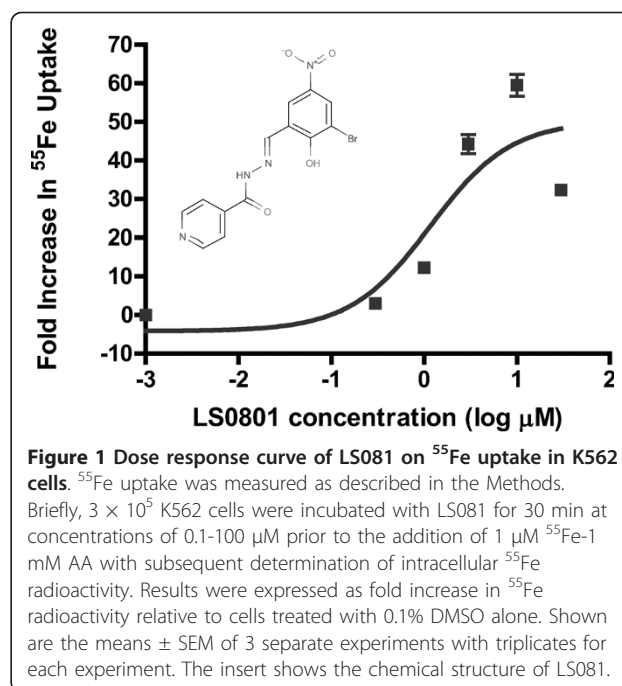 70
60
50
40
30
20
10
0
-10
-3
-2
-1
0
1
2
Fold Increase In ⁵⁵Fe Uptake
LS0801 concentration (log μM)
⁻O
N⁺
O
Br
OH
N
HN
O
N
Figure 1 Dose response curve of LS081 on ⁵⁵Fe uptake in K562
cells. ⁵⁵Fe uptake was measured as described in the Methods.
Briefly, 3 × 10⁵ K562 cells were incubated with LS081 for 30 min at
concentrations of 0.1-100 μM prior to the addition of 1 μM ⁵⁵Fe-1
mM AA with subsequent determination of intracellular ⁵⁵Fe
radioactivity. Results were expressed as fold increase in ⁵⁵Fe
radioactivity relative to cells treated with 0.1% DMSO alone. Shown
are the means ± SEM of 3 separate experiments with triplicates for
each experiment. The insert shows the chemical structure of LS081.